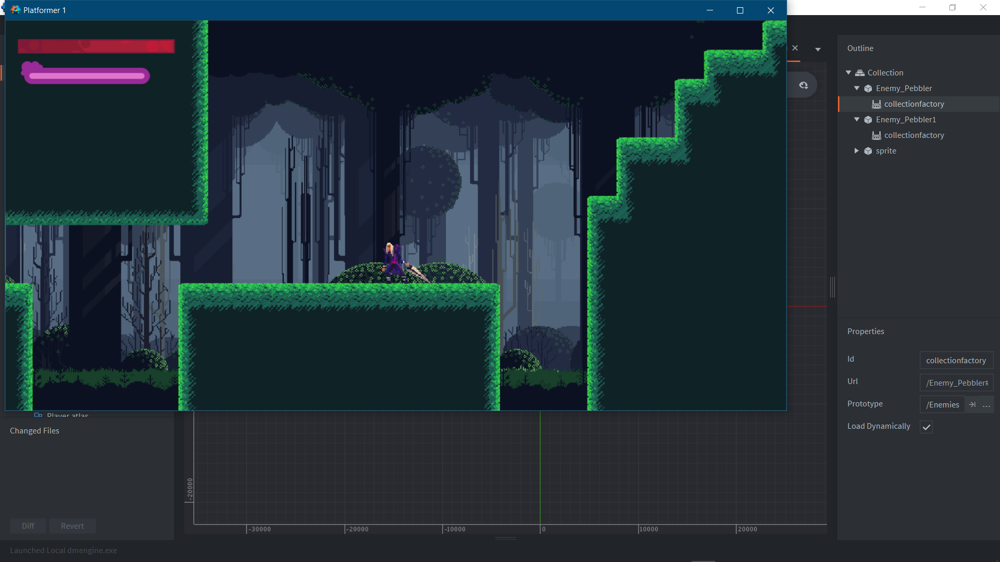 Platformer 1
Outline
Collection
Enemy_Pebbler
collectionfactory
Enemy_Pebbler1
collectionfactory
sprite
Properties
Id
collectionfactory
Url
/Enemy_Pebbler#
Prototype
/Enemies
...
Load Dynamically
Player.atlas
Changed Files
Diff
Revert
-20000
-30000
-20000
-10000
0
10000
20000
Launched Local dmengine.exe